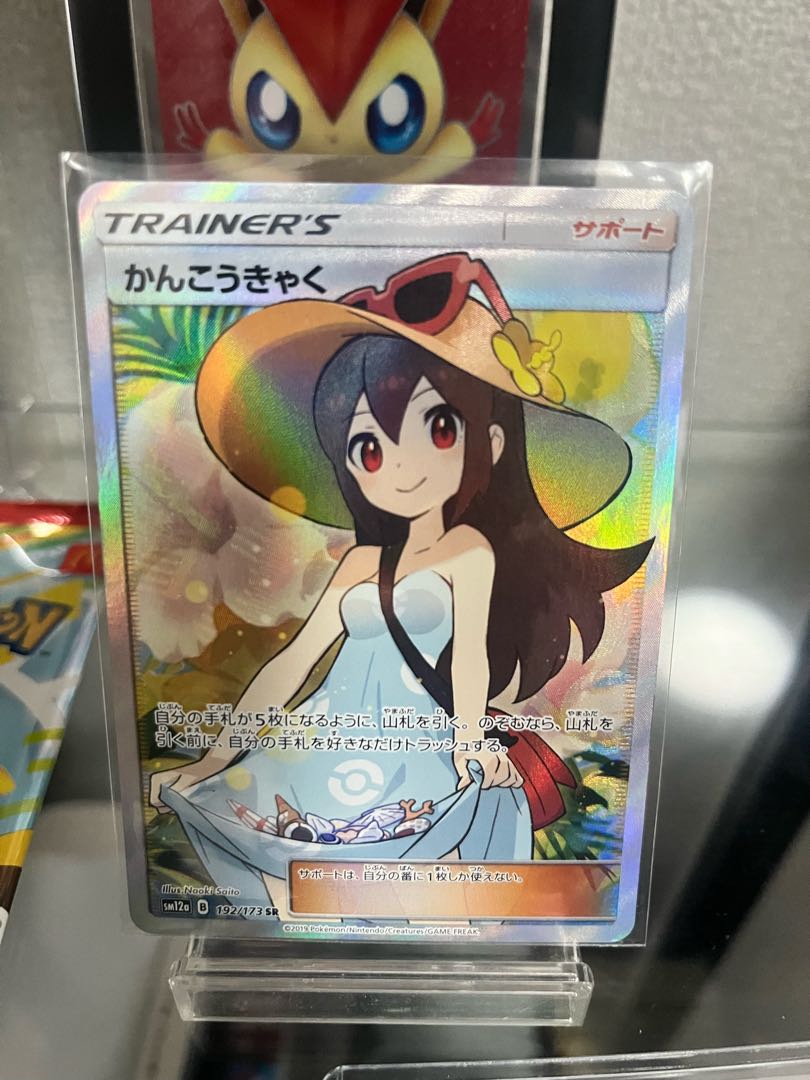 TRAINER'S サポート
かんこうきゃく
自分の手札が5枚になるように、山札を引く。のぞむなら、山札を
引く前に、自分の手札を好きなだけトラッシュする。
サポートは、自分の番に1枚しか使えない。
Illus. Naoki Saito
sm12a B 192/173 SR
©2019 Pokémon/Nintendo/Creatures/GAME FREAK.